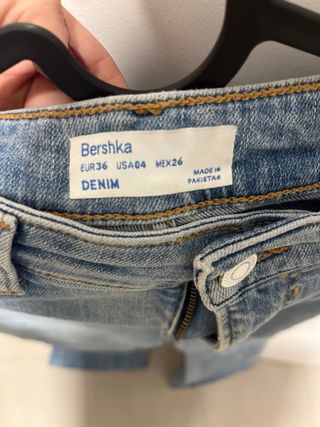 Bershka
EUR36 USA04 MEX26
DENIM
MADE IN
PAKISTAN